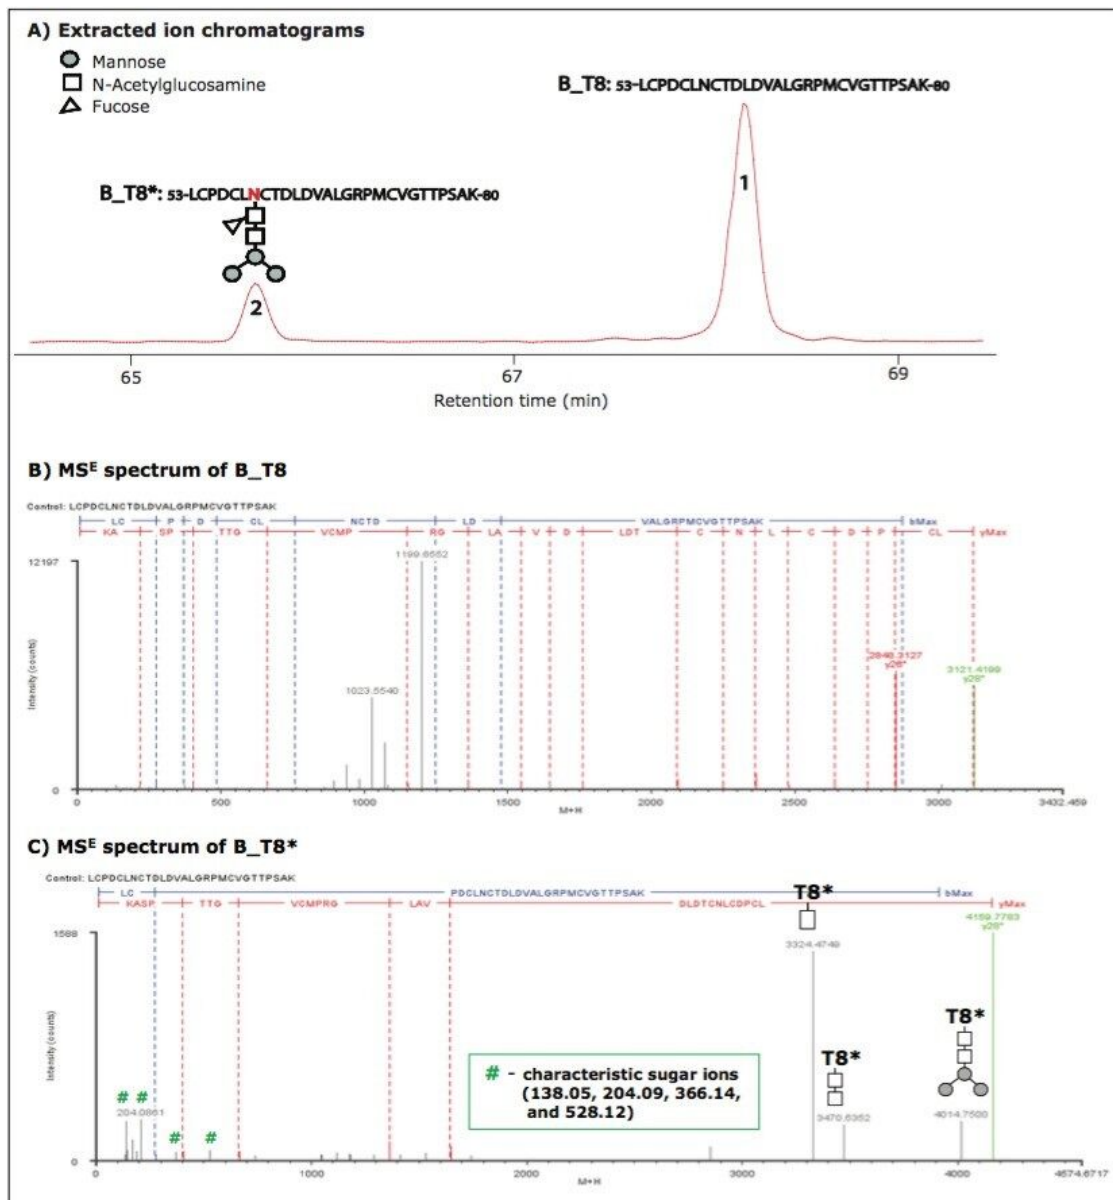 A) Extracted ion chromatograms
Mannose
N-Acetylglucosamine
Fucose
B_T8: 53-LCPDCLNCTDLDVALGRPMCVGTTPSAK-80
1
B_T8*: 53-LCPDCLNCTDLDVALGRPMCVGTTPSAK-80
2
65 67 69
Retention time (min)
B) MSE spectrum of B_T8
Control: LCPDCLNCTDLDVALGRPMCVGTTPSAK
LC P D CL NCTD LD VALGRPMCVGTTPSAK bMax
KA SP TTG VCMP RG LA V D LDT C N L C D P CL yMax
1199.6552
12197
2848.3127
y26"
3121.4199
y28"
1023.5540
Intensity (counts)
0
0 500 1000 1500 2000 2500 3000 3432.459
M+H
C) MSE spectrum of B_T8*
Control: LCPDCLNCTDLDVALGRPMCVGTTPSAK
LC PDCLNCTDLDVALGRPMCVGTTPSAK bMax
KASP TTG VCMPRG LAV DLDTCNLCDPCL yMax
T8*
4159.7783
y28"
1588
3324.4749
T8*
T8*
# - characteristic sugar ions
(138.05, 204.09, 366.14,
and 528.12)
# #
204.0861
3470.6352
4014.7500
# #
Intensity (counts)
0
0 1000 2000 3000 4000 4574.6717
M+H